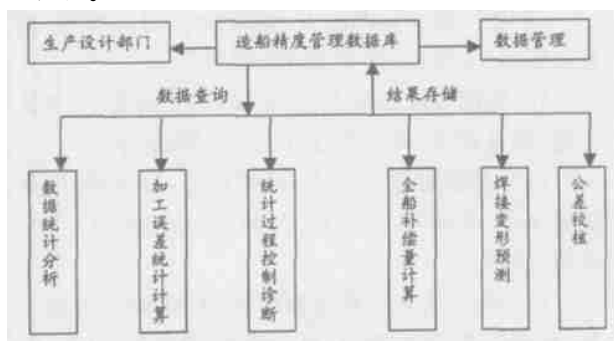 生产设计部门
造船精度管理数据库
数据管理
数据查询
结果存储
数据统计分析
加工误差统计计算
统计过程控制诊断
全船补偿量计算
焊接变形预测
公差校核